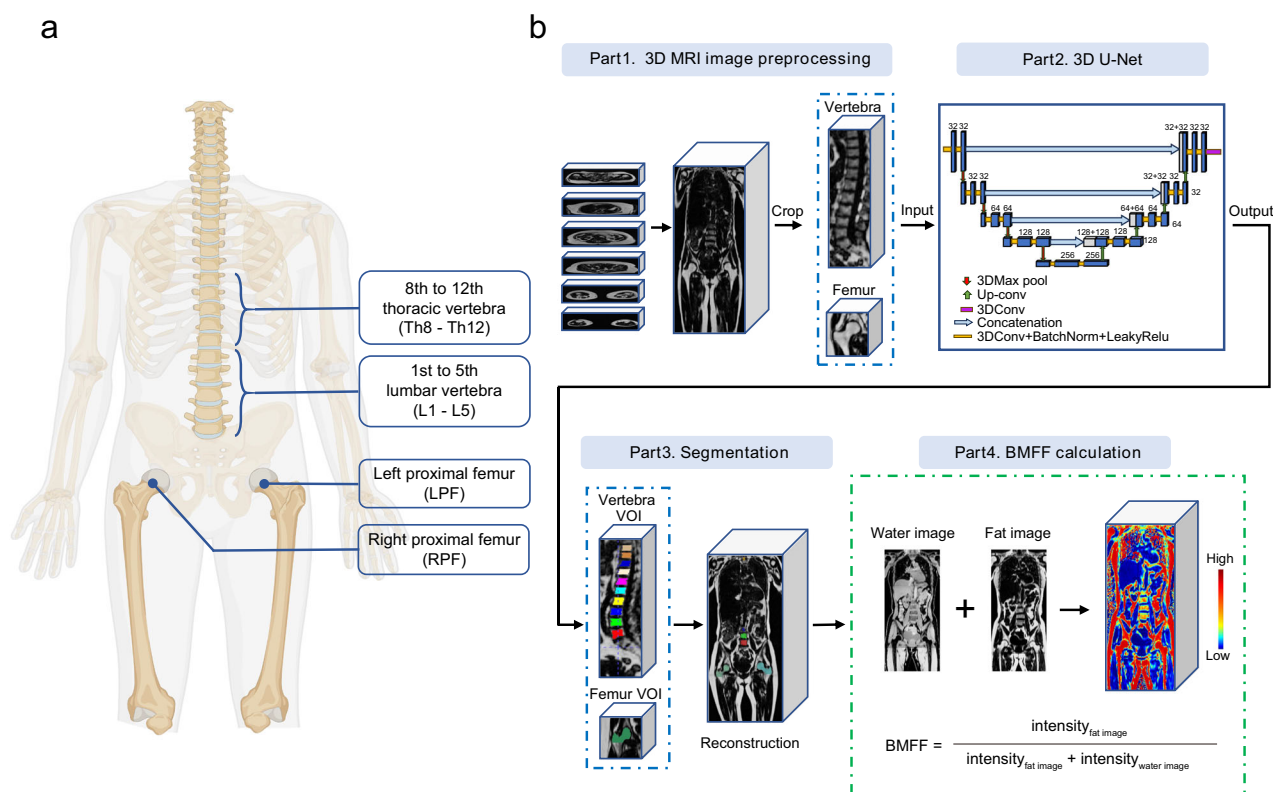 a
8th to 12th
thoracic vertebra
(Th8 - Th12)
1st to 5th
lumbar vertebra
(L1 - L5)
Left proximal femur
(LPF)
Right proximal femur
(RPF)
b
Part1. 3D MRI image preprocessing
Crop
Vertebra
Femur
Input
Part2. 3D U-Net
32 32
32+32 32 32
32 32
32+32 32
32
64 64
64+64 64
64
128 128
128+128 128
128
256 256
3DMax pool
Up-conv
3DConv
Concatenation
3DConv+BatchNorm+LeakyRelu
Output
Part3. Segmentation
Vertebra
VOI
Femur VOI
Reconstruction
Part4. BMFF calculation
Water image
+
Fat image
High
Low
BMFF =
intensity fat image
intensity fat image + intensity water image